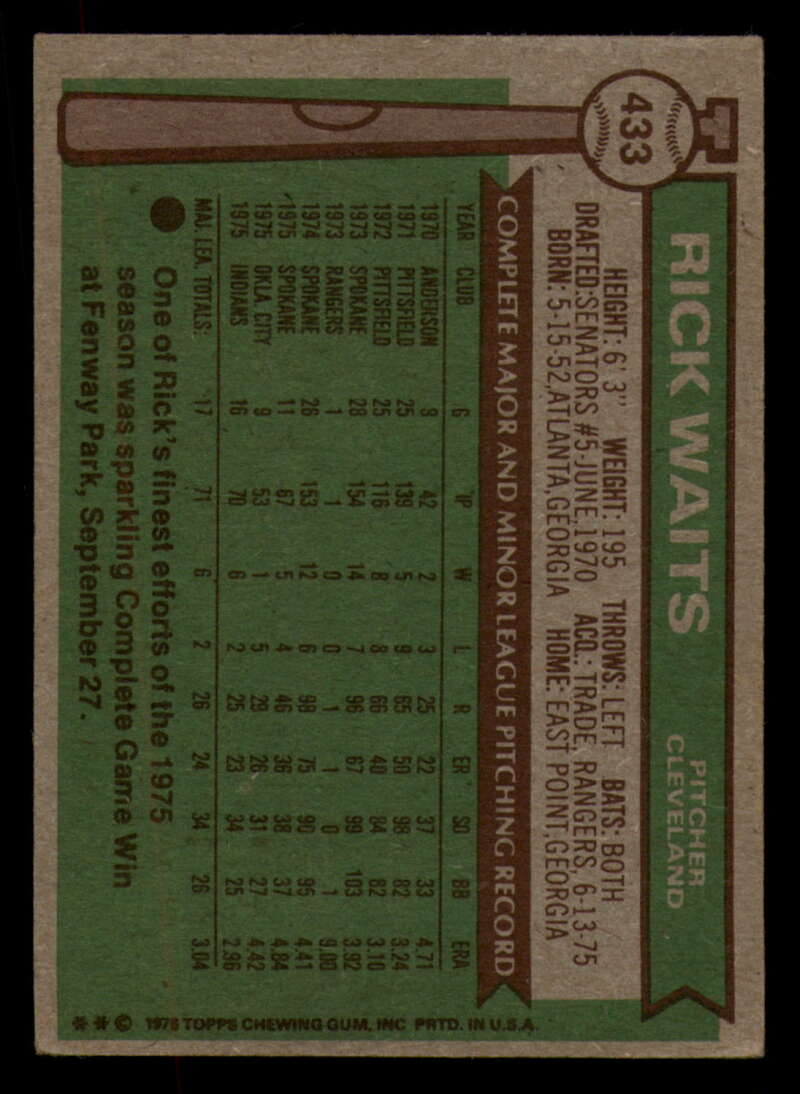 433
RICK WAITS
PITCHER
CLEVELAND
HEIGHT: 6' 3" WEIGHT: 195 THROWS: LEFT BATS: BOTH
DRAFTED: SENATORS #5-JUNE, 1970 ACQ.: TRADE, RANGERS, 6-13-75
BORN: 5-15-52, ATLANTA, GEORGIA HOME: EAST POINT, GEORGIA
COMPLETE MAJOR AND MINOR LEAGUE PITCHING RECORD
YEAR CLUB G IP W L R ER SO BB ERA
1970 ANDERSON 9 42 2 3 25 22 37 33 4.71
1971 PITTSFIELD 25 139 5 9 65 50 98 82 3.24
1972 PITTSFIELD 25 116 8 8 66 40 84 82 3.10
1973 SPOKANE 28 154 14 7 96 67 99 103 3.92
1973 RANGERS 1 1 0 0 1 1 0 1 9.00
1974 SPOKANE 26 153 12 6 98 75 90 95 4.41
1975 SPOKANE 11 67 5 4 46 36 38 37 4.84
1975 OKLA. CITY 9 53 1 5 29 26 31 27 4.42
1975 INDIANS 16 70 6 2 25 23 34 25 2.96
MAJ. LEA. TOTALS: 17 71 6 2 26 24 34 26 3.04
One of Rick's finest efforts of the 1975
season was sparkling Complete Game Win
at Fenway Park, September 27.
** © 1976 TOPPS CHEWING GUM, INC PRTD. IN U.S.A.